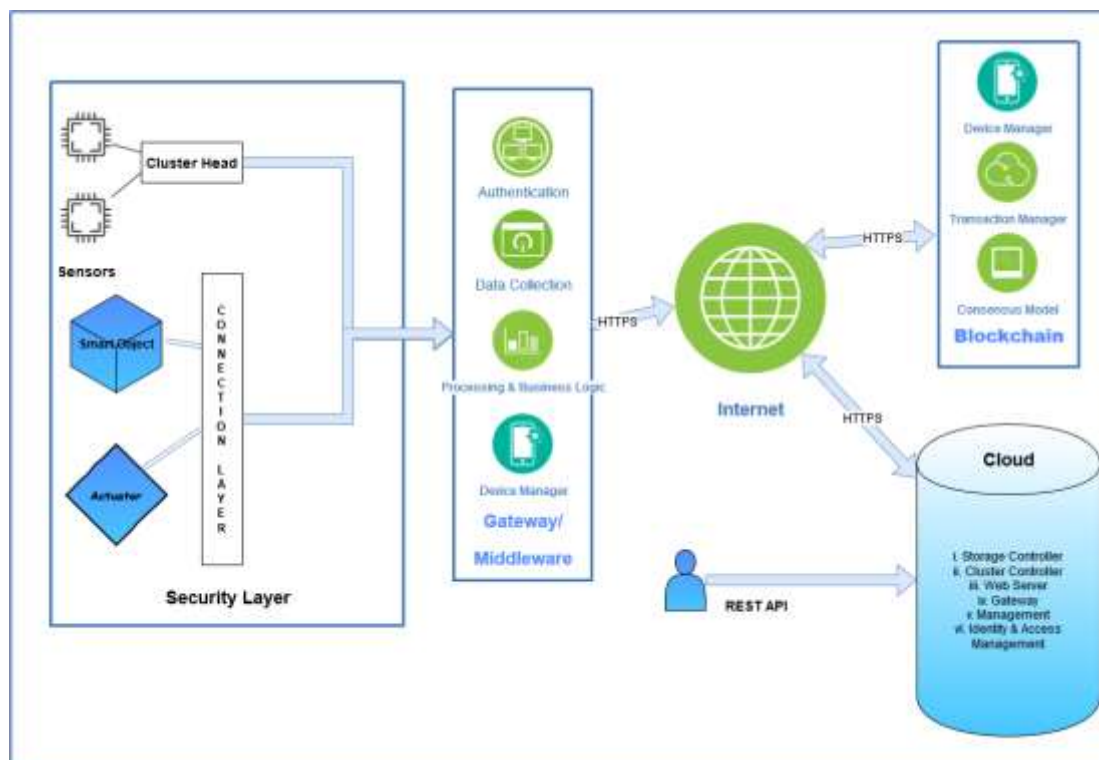 Cluster Head
Sensors
Smart Object
Actuter
CONNECTION LAYER
Security Layer
Authentication
Data Collection
Processing & Business Logic
Device Manager
Gateway/
Middleware
HTTPS
Internet
HTTPS
HTTPS
Device Manager
Transaction Manager
Consenous Model
Blockchain
REST API
Cloud
i. Storage Controller
ii. Cluster Controller
iii. Web Server
iv. Gateway
v. Management
vi. Identity & Access
Management